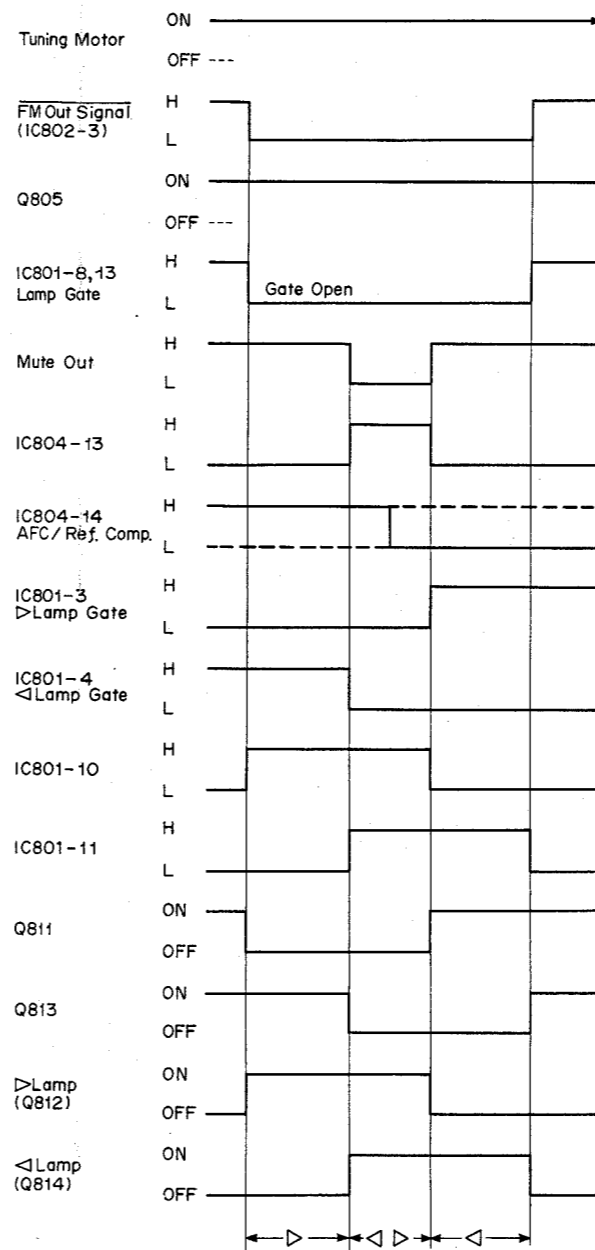 ON
Tuning Motor
OFF
FM Out Signal
(IC802-3)
H
L
ON
Q805
OFF
H
IC801-8,13
Lamp Gate
L
Gate Open
H
Mute Out
L
H
IC804-13
L
H
IC804-14
AFC/Ref. Comp.
L
IC801-3
H
▷Lamp Gate
L
IC801-4
H
◁Lamp Gate
L
H
IC801-10
L
H
IC801-11
L
ON
Q811
OFF
ON
Q813
OFF
ON
▷Lamp
(Q812)
OFF
ON
◁Lamp
(Q814)
OFF
▷ ◁ ▷ ◁